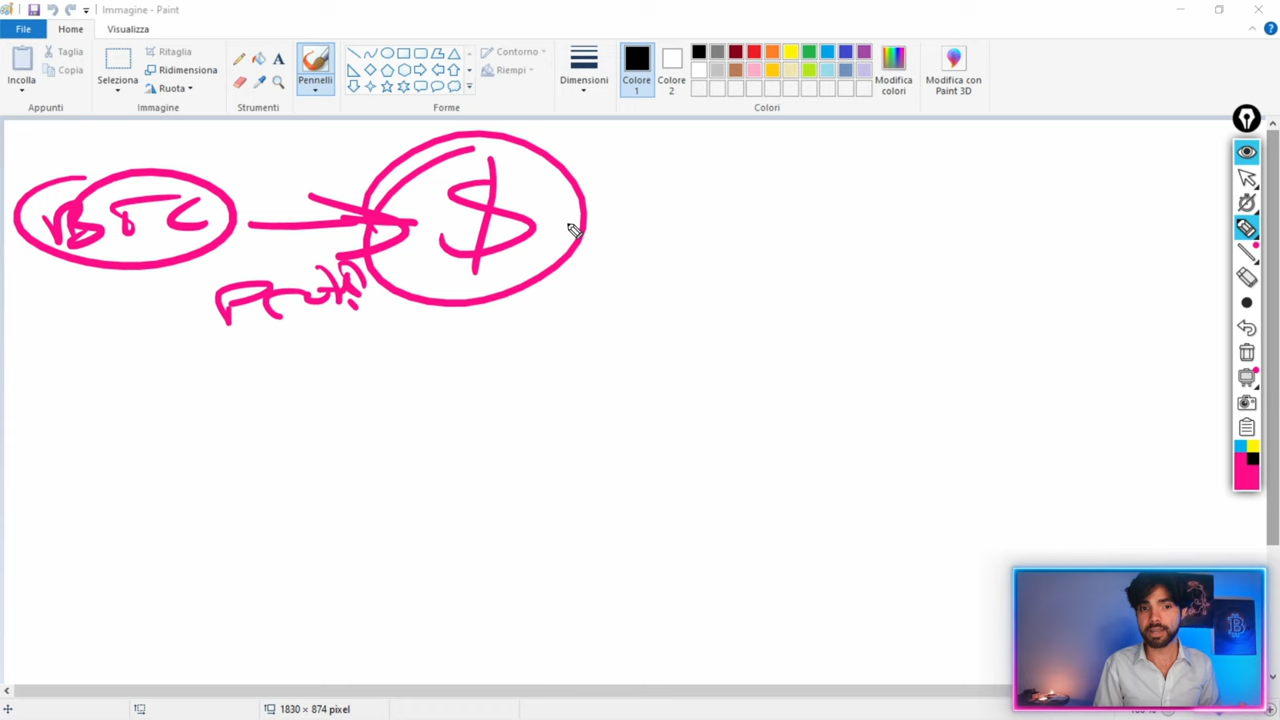 Immagine - Paint
File Home Visualizza
Incolla Taglia Copia Seleziona Ritaglia Ridimensiona Ruota Pennelli Contorno Riempi Dimensioni Colore 1 Colore 2 Modifica colori Modifica con Paint 3D
Appunti Immagine Strumenti Forme Colori
BTC $
1830 × 874 pixel